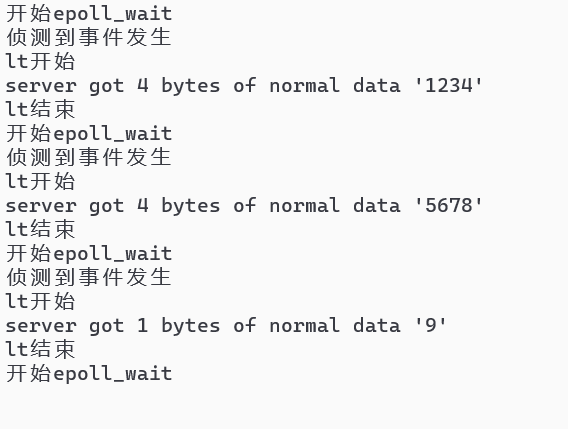 开始epoll_wait
侦测到事件发生
lt开始
server got 4 bytes of normal data '1234'
lt结束
开始epoll_wait
侦测到事件发生
lt开始
server got 4 bytes of normal data '5678'
lt结束
开始epoll_wait
侦测到事件发生
lt开始
server got 1 bytes of normal data '9'
lt结束
开始epoll_wait